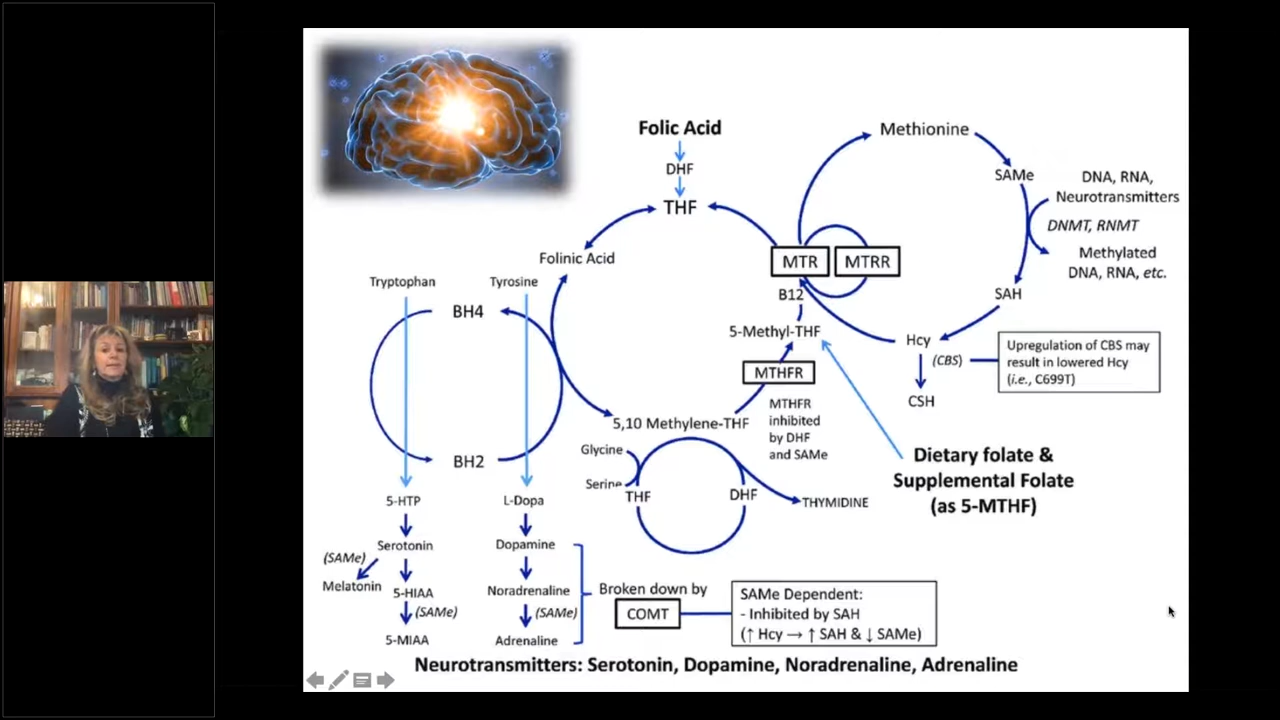 Folic Acid
DHF
THF
Folinic Acid
Methionine
SAMe
DNA, RNA,
Neurotransmitters
DNMT, RNMT
Methylated
DNA, RNA, etc.
SAH
MTR
MTRR
B12
5-Methyl-THF
MTHFR
MTHFR
inhibited
by DHF
and SAMe
Hcy
(CBS)
CSH
Upregulation of CBS may
result in lowered Hcy
(i.e., C699T)
Tryptophan
Tyrosine
BH4
BH2
5,10 Methylene-THF
Glycine
Serine
THF
DHF
THYMIDINE
Dietary folate &
Supplemental Folate
(as 5-MTHF)
5-HTP
Serotonin
(SAMe)
Melatonin
5-HIAA
(SAMe)
5-MIAA
L-Dopa
Dopamine
Noradrenaline
(SAMe)
Adrenaline
Broken down by
COMT
SAMe Dependent:
- Inhibited by SAH
(↑ Hcy → ↑ SAH & ↓ SAMe)
Neurotransmitters: Serotonin, Dopamine, Noradrenaline, Adrenaline